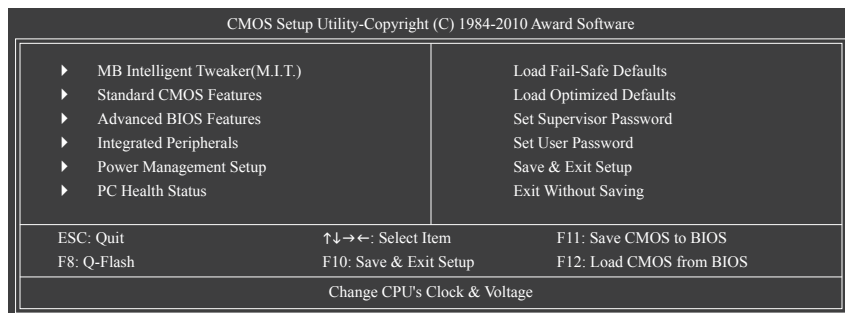 CMOS Setup Utility-Copyright (C) 1984-2010 Award Software
MB Intelligent Tweaker(M.I.T.)
Standard CMOS Features
Advanced BIOS Features
Integrated Peripherals
Power Management Setup
PC Health Status
Load Fail-Safe Defaults
Load Optimized Defaults
Set Supervisor Password
Set User Password
Save & Exit Setup
Exit Without Saving
ESC: Quit ↑↓→←: Select Item F11: Save CMOS to BIOS
F8: Q-Flash F10: Save & Exit Setup F12: Load CMOS from BIOS
Change CPU's Clock & Voltage